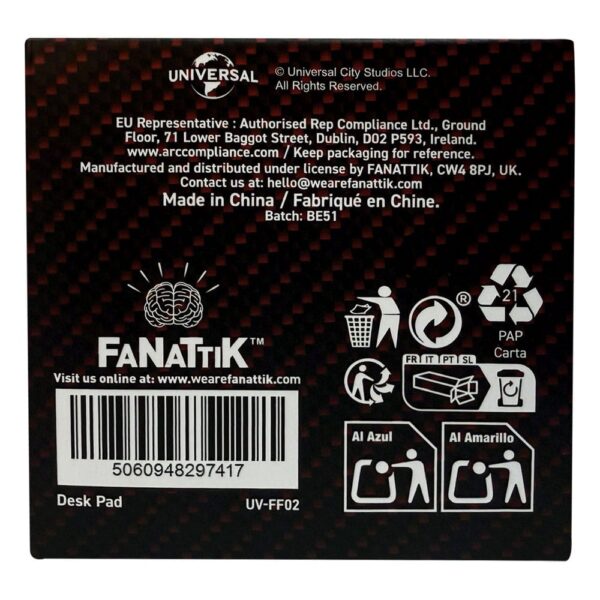 UNIVERSAL
© Universal City Studios LLC.
All Rights Reserved.
EU Representative : Authorised Rep Compliance Ltd., Ground
Floor, 71 Lower Baggot Street, Dublin, D02 P593, Ireland.
www.arccompliance.com / Keep packaging for reference.
Manufactured and distributed under license by FANATTIK, CW4 8PJ, UK.
Contact us at: hello@wearefanattik.com
Made in China / Fabriqué en Chine.
Batch: BE51
FANATTIK™
Visit us online at: www.wearefanattik.com
5060948297417
Desk Pad
UV-FF02
®
21
PAP
Carta
FR IT PT SL
Al Azul
Al Amarillo